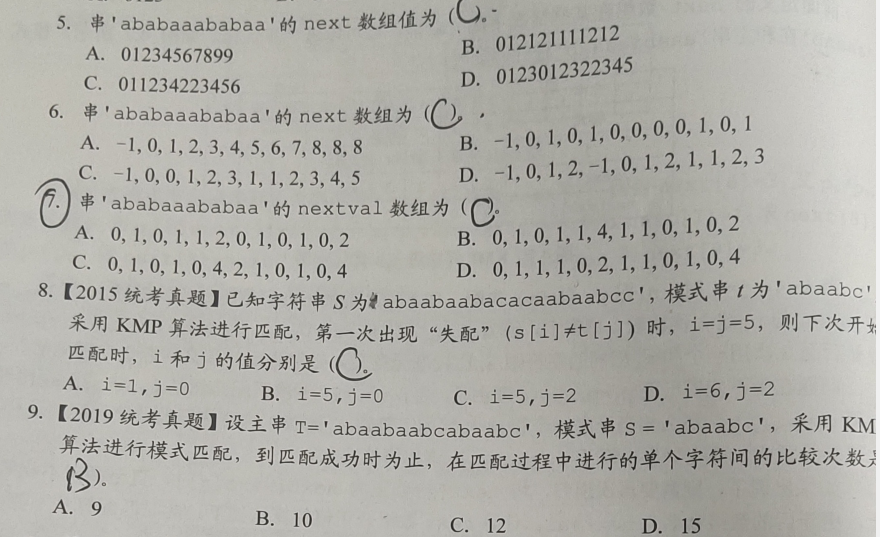 5. 串'ababaaababaa'的 next 数组值为(C)。
A. 01234567899 B. 012121111212
C. 011234223456 D. 0123012322345
6. 串'ababaaababaa'的 next 数组为(C)。
A. -1, 0, 1, 2, 3, 4, 5, 6, 7, 8, 8, 8 B. -1, 0, 1, 0, 1, 0, 0, 0, 0, 1, 0, 1
C. -1, 0, 0, 1, 2, 3, 1, 1, 2, 3, 4, 5 D. -1, 0, 1, 2, -1, 0, 1, 2, 1, 1, 2, 3
7. 串'ababaaababaa'的 nextval 数组为(C)。
A. 0, 1, 0, 1, 1, 2, 0, 1, 0, 1, 0, 2 B. 0, 1, 0, 1, 1, 4, 1, 1, 0, 1, 0, 2
C. 0, 1, 0, 1, 0, 4, 2, 1, 0, 1, 0, 4 D. 0, 1, 1, 1, 0, 2, 1, 1, 0, 1, 0, 4
8.【2015 统考真题】已知字符串 S 为'abaabaabacacaabaabcc', 模式串 t 为'abaabc'
采用 KMP 算法进行匹配, 第一次出现“失配”(s[i]≠t[j]) 时, i=j=5, 则下次开始
匹配时, i 和 j 的值分别是(C)。
A. i=1,j=0 B. i=5,j=0 C. i=5,j=2 D. i=6,j=2
9.【2019 统考真题】设主串 T='abaabaabcabaabc', 模式串 S = 'abaabc', 采用 KM
算法进行模式匹配, 到匹配成功时为止, 在匹配过程中进行的单个字符间的比较次数是
(B)。
A. 9 B. 10 C. 12 D. 15